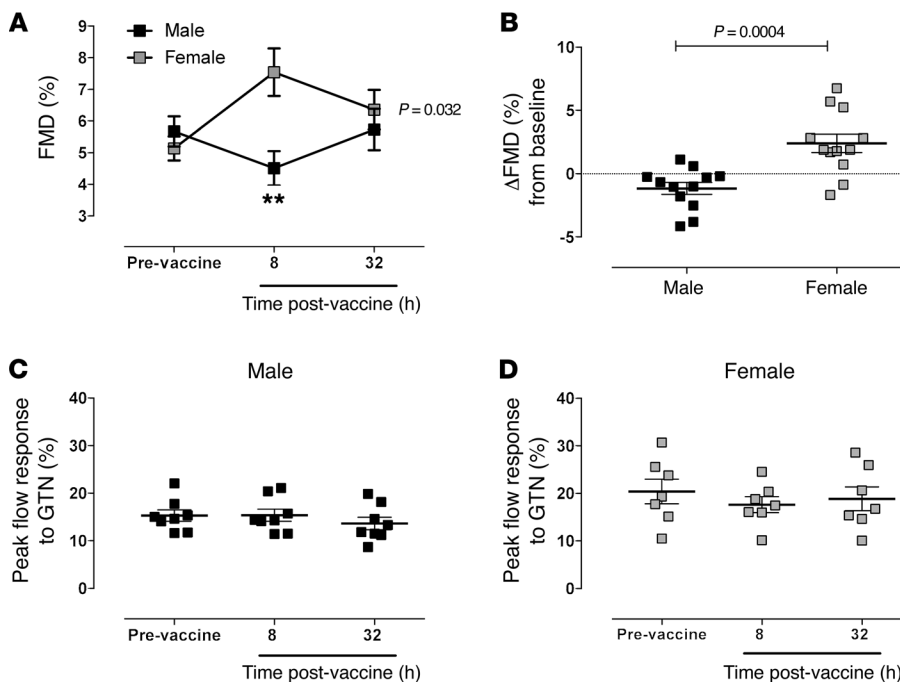 A
Male
Female
FMD (%)
9
8
7
6
5
4
3
P = 0.032
**
Pre-vaccine 8 32
Time post-vaccine (h)
B
P = 0.0004
ΔFMD (%)
from baseline
10
5
0
-5
Male Female
C
Male
Peak flow response
to GTN (%)
40
30
20
10
0
Pre-vaccine 8 32
Time post-vaccine (h)
D
Female
Peak flow response
to GTN (%)
40
30
20
10
0
Pre-vaccine 8 32
Time post-vaccine (h)